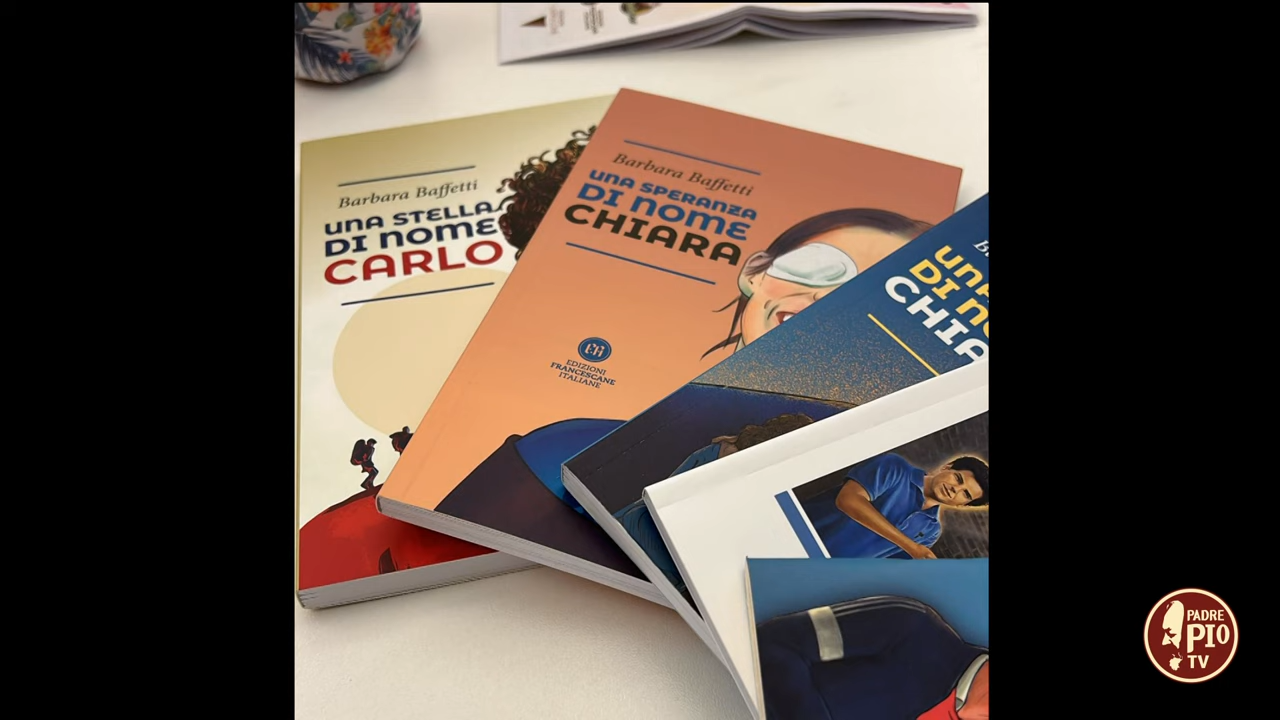 Barbara Baffetti
UNA STELLA
DI NOME
CARLO
Barbara Baffetti
UNA SPERANZA
DI NOME
CHIARA
EDIZIONI
FRANCESCANE
ITALIANE
DI
PADRE
PIO
TV